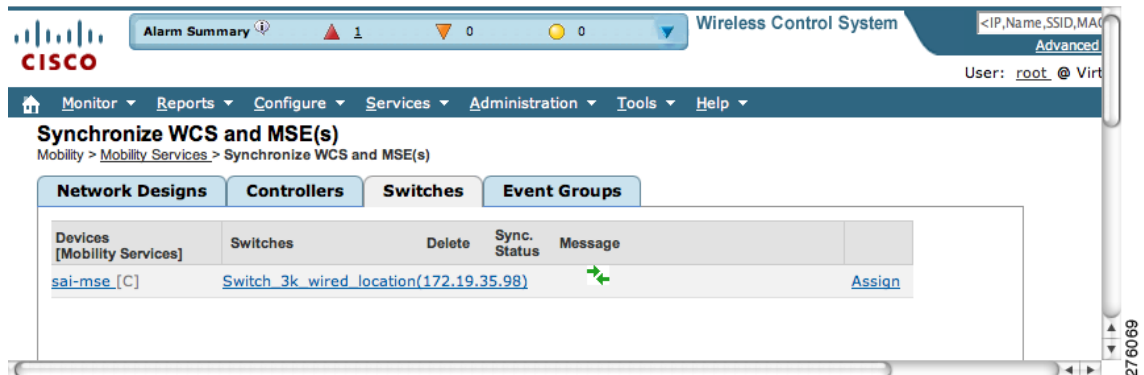 Alarm Summary 1 0 0
Wireless Control System
<IP,Name,SSID,MAC
Advanced
CISCO
User: root @ Virt
Monitor Reports Configure Services Administration Tools Help
Synchronize WCS and MSE(s)
Mobility > Mobility Services > Synchronize WCS and MSE(s)
Network Designs Controllers Switches Event Groups
Devices [Mobility Services] Switches Delete Sync. Status Message
sai-mse [C] Switch_3k_wired_location(172.19.35.98) Assign
276069